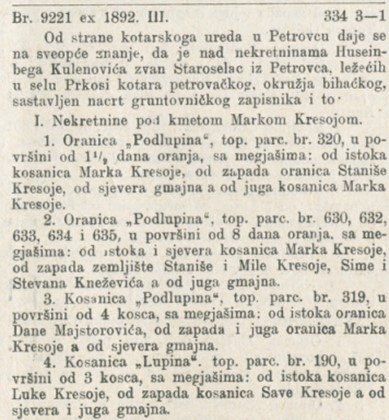 Br. 9221 ex 1892. III. 334 3—1
Od strane kotarskoga ureda u Petrovcu daje se
na sveopće znanje, da je nad nekretninama Husein-
bega Kulenovića zvan Staroselac iz Petrovca, ležećih
u selu Prkosi kotara petrovačkog, okružja bihaćkog,
sastavljen nacrt gruntovničkog zapisnika i to·
I. Nekretnine pod kmetom Markom Kresojom.
1. Oranica „Podlupina“, top. parc. br. 320, u po-
vršini od dana oranja, sa megjašima: od istoka
kosanica Marka Kresoje, od zapada oranica Staniše
Kresoje, od sjevera gmajna a od juga kosanica Marka
Kresoje.
2. Oranica „Podlupina“, top. parc. br. 630, 632,
633, 634 i 635, u površini od 8 dana oranja, sa me-
gjašima: od istoka i sjevera kosanica Marka Kresoje,
od zapada zemljište Staniše i Mile Kresoje, Sime i
Stevana Kneževića a od juga gmajna.
3. Kosanica „Podlupina“, top. parc. br. 319, u
površini od 4 kosca, sa megjašima: od istoka oranica
Dane Majstorovića, od zapada i juga oranica Marka
Kresoje a od sjevera gmajna.
4. Kosanica „Lupina“. top. parc. br. 190, u po-
vršini od 3 kosca, sa megjašima: od istoka kosanica
Luke Kresoje, od zapada kosanica Save Kresoje a od
sjevera i juga gmajna.